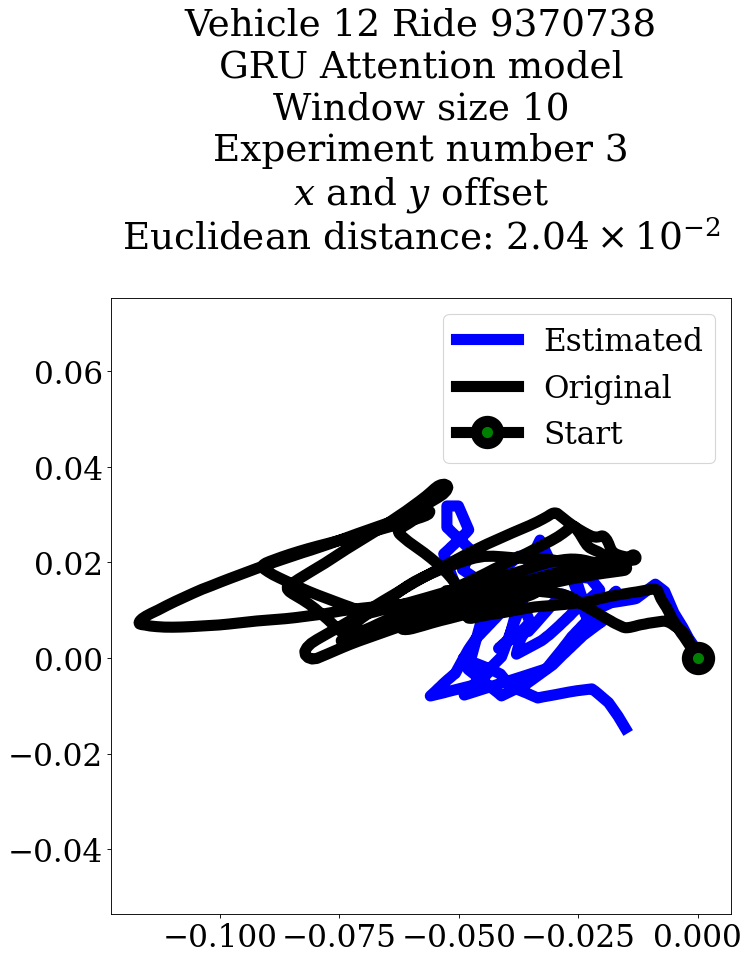 Vehicle 12 Ride 9370738
GRU Attention model
Window size 10
Experiment number 3
x and y offset
Euclidean distance: 2.04 × 10⁻²
Estimated
Original
Start
0.06
0.04
0.02
0.00
−0.02
−0.04
−0.100 −0.075 −0.050 −0.025 0.000